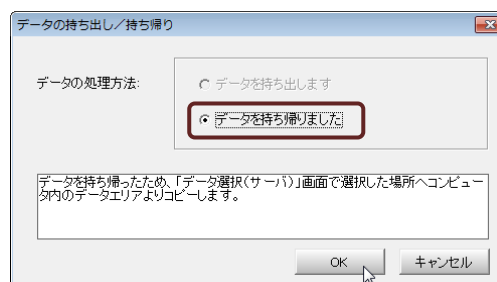 データの持ち出し／持ち帰り
データの処理方法:
データを持ち出します
データを持ち帰りました
データを持ち帰ったため、「データ選択(サーバ)」画面で選択した場所へコンピュー
タ内のデータエリアよりコピーします。
OK
キャンセル